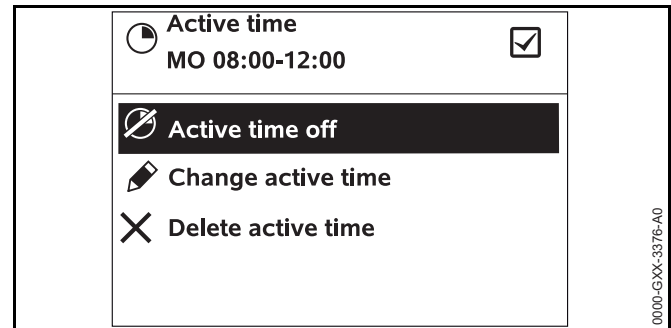 Active time
MO 08:00-12:00
Active time off
Change active time
Delete active time
0000-GXX-3376-A0